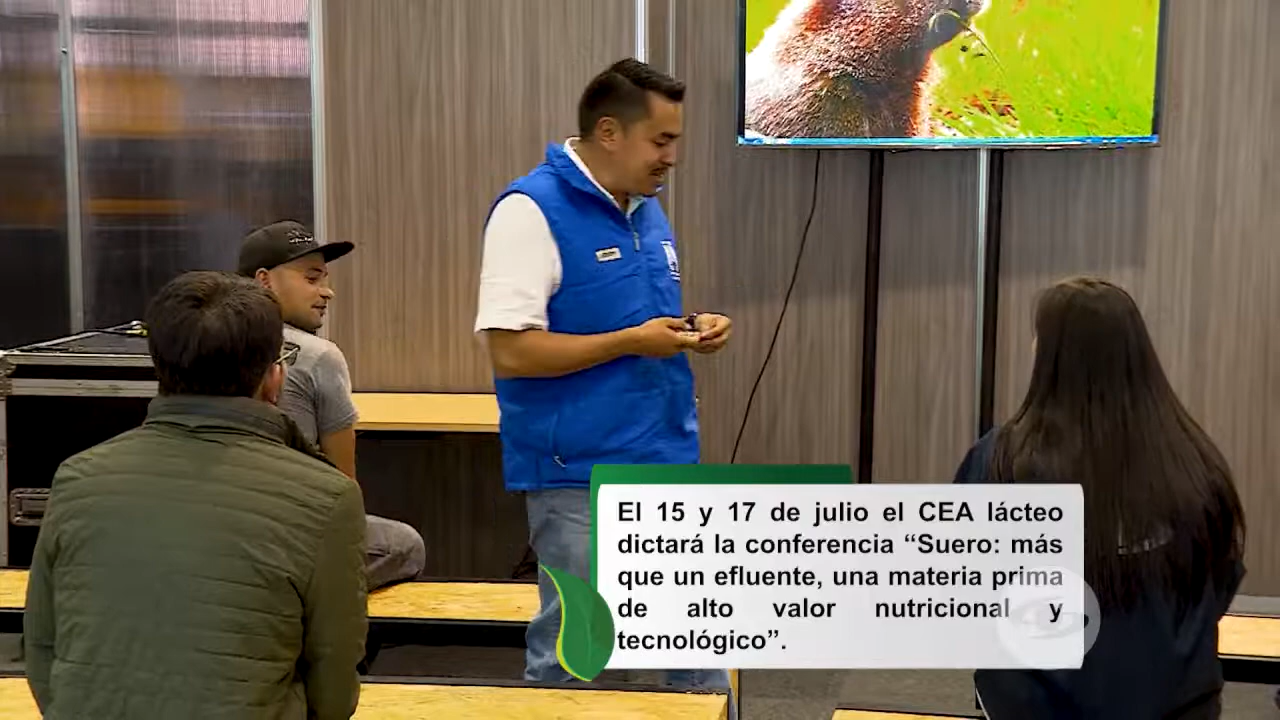 El 15 y 17 de julio el CEA lácteo
dictará la conferencia “Suero: más
que un efluente, una materia prima
de alto valor nutricional y
tecnológico”.